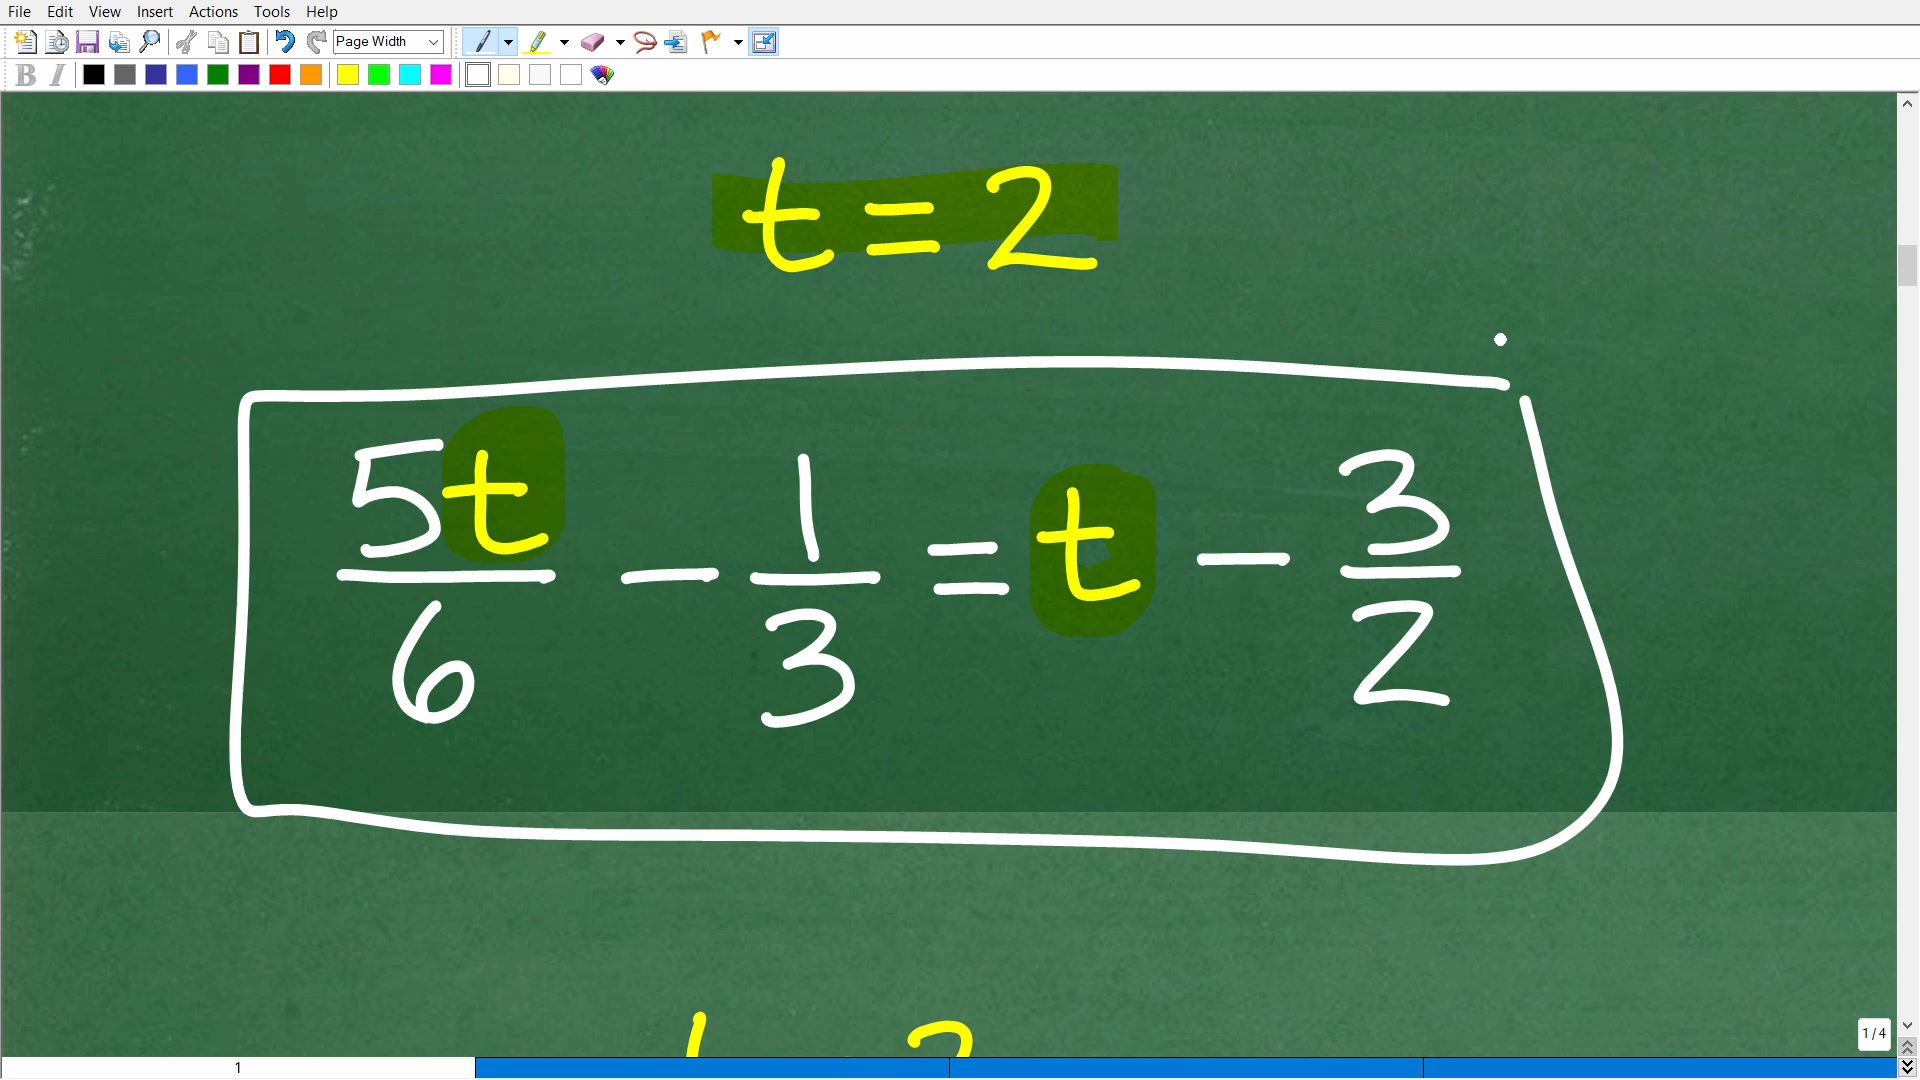 File Edit View Insert Actions Tools Help
Page Width
B I
t = 2
5t/6 - 1/3 = t - 3/2
1 / 4
1